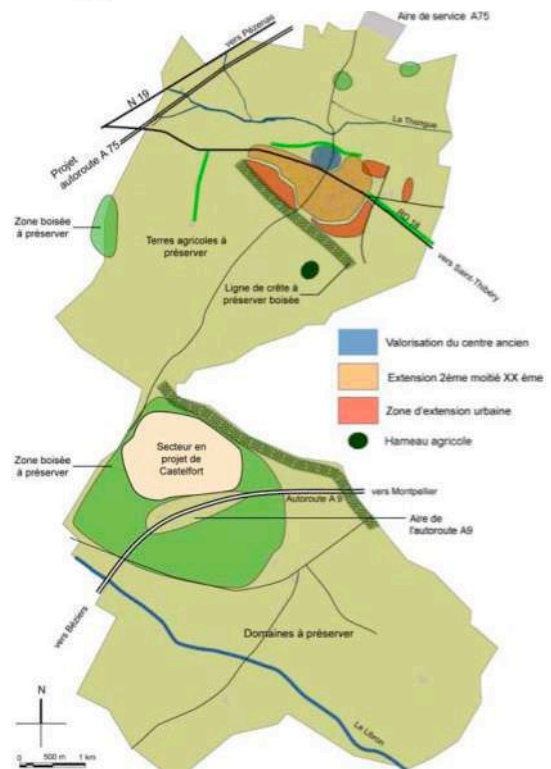 Aire de service A75
vers Pézenas
N 19
La Thongue
Projet
autoroute A 75
RD 18
Zone boisée
à préserver
Terres agricoles à
préserver
vers Saint-Thibéry
Ligne de crête à
préserver boisée
Valorisation du centre ancien
Extension 2ème moitié XX ème
Zone d'extension urbaine
Hameau agricole
Zone boisée
à préserver
Secteur en
projet de
Castelfort
Autoroute A 9
vers Montpellier
Aire de
l'autoroute A9
vers Béziers
Domaines à préserver
Le Libron
N
0 500 m 1 km